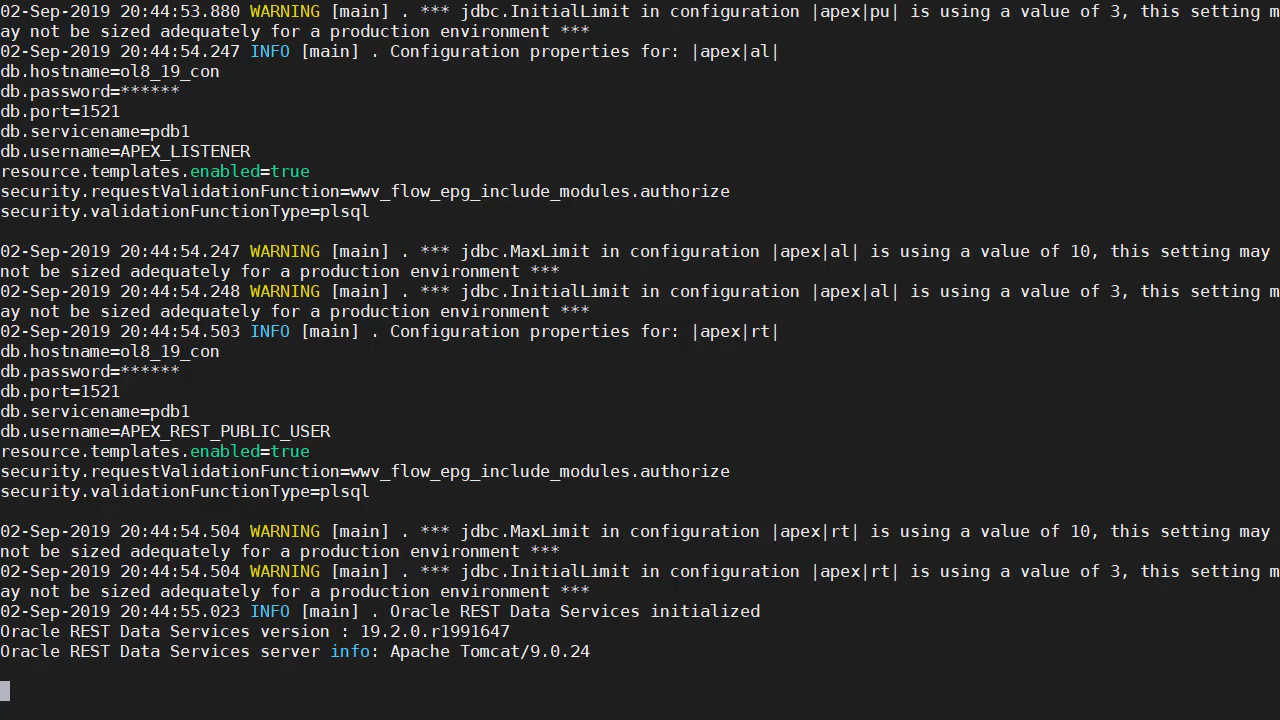 02-Sep-2019 20:44:53.880 WARNING [main] . *** jdbc.InitialLimit in configuration |apex|pu| is using a value of 3, this setting m
ay not be sized adequately for a production environment ***
02-Sep-2019 20:44:54.247 INFO [main] . Configuration properties for: |apex|al|
db.hostname=ol8_19_con
db.password=******
db.port=1521
db.servicename=pdb1
db.username=APEX_LISTENER
resource.templates.enabled=true
security.requestValidationFunction=wwv_flow_epg_include_modules.authorize
security.validationFunctionType=plsql
02-Sep-2019 20:44:54.247 WARNING [main] . *** jdbc.MaxLimit in configuration |apex|al| is using a value of 10, this setting may
not be sized adequately for a production environment ***
02-Sep-2019 20:44:54.248 WARNING [main] . *** jdbc.InitialLimit in configuration |apex|al| is using a value of 3, this setting m
ay not be sized adequately for a production environment ***
02-Sep-2019 20:44:54.503 INFO [main] . Configuration properties for: |apex|rt|
db.hostname=ol8_19_con
db.password=******
db.port=1521
db.servicename=pdb1
db.username=APEX_REST_PUBLIC_USER
resource.templates.enabled=true
security.requestValidationFunction=wwv_flow_epg_include_modules.authorize
security.validationFunctionType=plsql
02-Sep-2019 20:44:54.504 WARNING [main] . *** jdbc.MaxLimit in configuration |apex|rt| is using a value of 10, this setting may
not be sized adequately for a production environment ***
02-Sep-2019 20:44:54.504 WARNING [main] . *** jdbc.InitialLimit in configuration |apex|rt| is using a value of 3, this setting m
ay not be sized adequately for a production environment ***
02-Sep-2019 20:44:55.023 INFO [main] . Oracle REST Data Services initialized
Oracle REST Data Services version : 19.2.0.r1991647
Oracle REST Data Services server info: Apache Tomcat/9.0.24